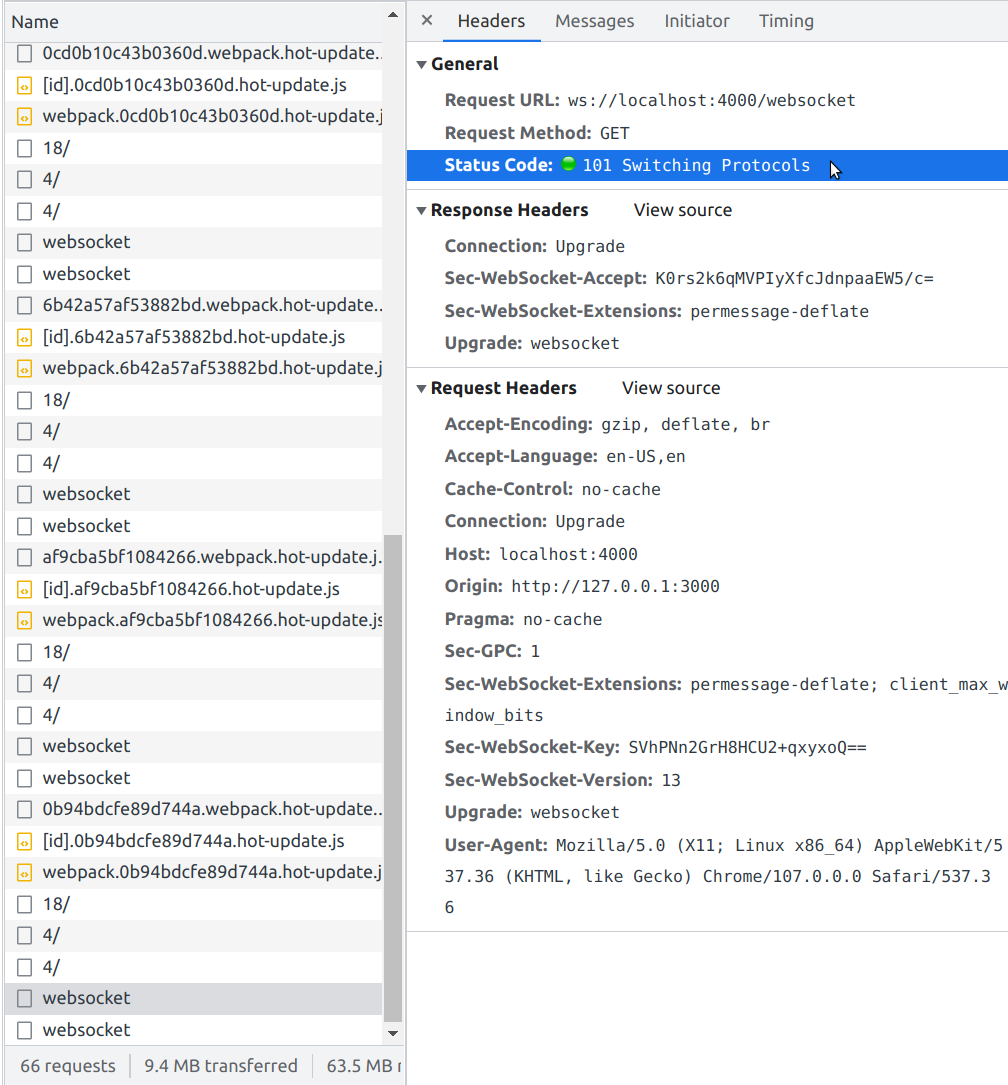 Name
0cd0b10c43b0360d.webpack.hot-update...
[id].0cd0b10c43b0360d.hot-update.js
webpack.0cd0b10c43b0360d.hot-update.j
18/
4/
4/
websocket
websocket
6b42a57af53882bd.webpack.hot-update...
[id].6b42a57af53882bd.hot-update.js
webpack.6b42a57af53882bd.hot-update.j
18/
4/
4/
websocket
websocket
af9cba5bf1084266.webpack.hot-update.j...
[id].af9cba5bf1084266.hot-update.js
webpack.af9cba5bf1084266.hot-update.js
18/
4/
4/
websocket
websocket
0b94bdcfe89d744a.webpack.hot-update...
[id].0b94bdcfe89d744a.hot-update.js
webpack.0b94bdcfe89d744a.hot-update.j
18/
4/
4/
websocket
websocket
66 requests 9.4 MB transferred 63.5 MB r
Headers Messages Initiator Timing
General
Request URL: ws://localhost:4000/websocket
Request Method: GET
Status Code: 101 Switching Protocols
Response Headers View source
Connection: Upgrade
Sec-WebSocket-Accept: K0rs2k6qMVPIyXfcJdnpaaEW5/c=
Sec-WebSocket-Extensions: permessage-deflate
Upgrade: websocket
Request Headers View source
Accept-Encoding: gzip, deflate, br
Accept-Language: en-US,en
Cache-Control: no-cache
Connection: Upgrade
Host: localhost:4000
Origin: http://127.0.0.1:3000
Pragma: no-cache
Sec-GPC: 1
Sec-WebSocket-Extensions: permessage-deflate; client_max_w
indow_bits
Sec-WebSocket-Key: SVhPNn2GrH8HCU2+qxyxoQ==
Sec-WebSocket-Version: 13
Upgrade: websocket
User-Agent: Mozilla/5.0 (X11; Linux x86_64) AppleWebKit/5
37.36 (KHTML, like Gecko) Chrome/107.0.0.0 Safari/537.3
6